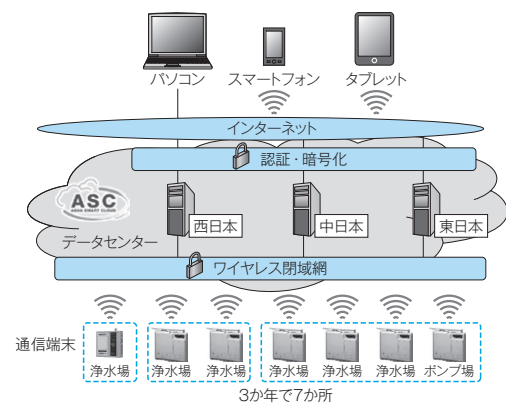 パソコン スマートフォン タブレット
インターネット
認証・暗号化
ASC
AQUA SMART CLOUD
西日本 中日本 東日本
データセンター
ワイヤレス閉域網
通信端末
浄水場 浄水場 浄水場 浄水場 浄水場 浄水場 ポンプ場
3か年で7か所